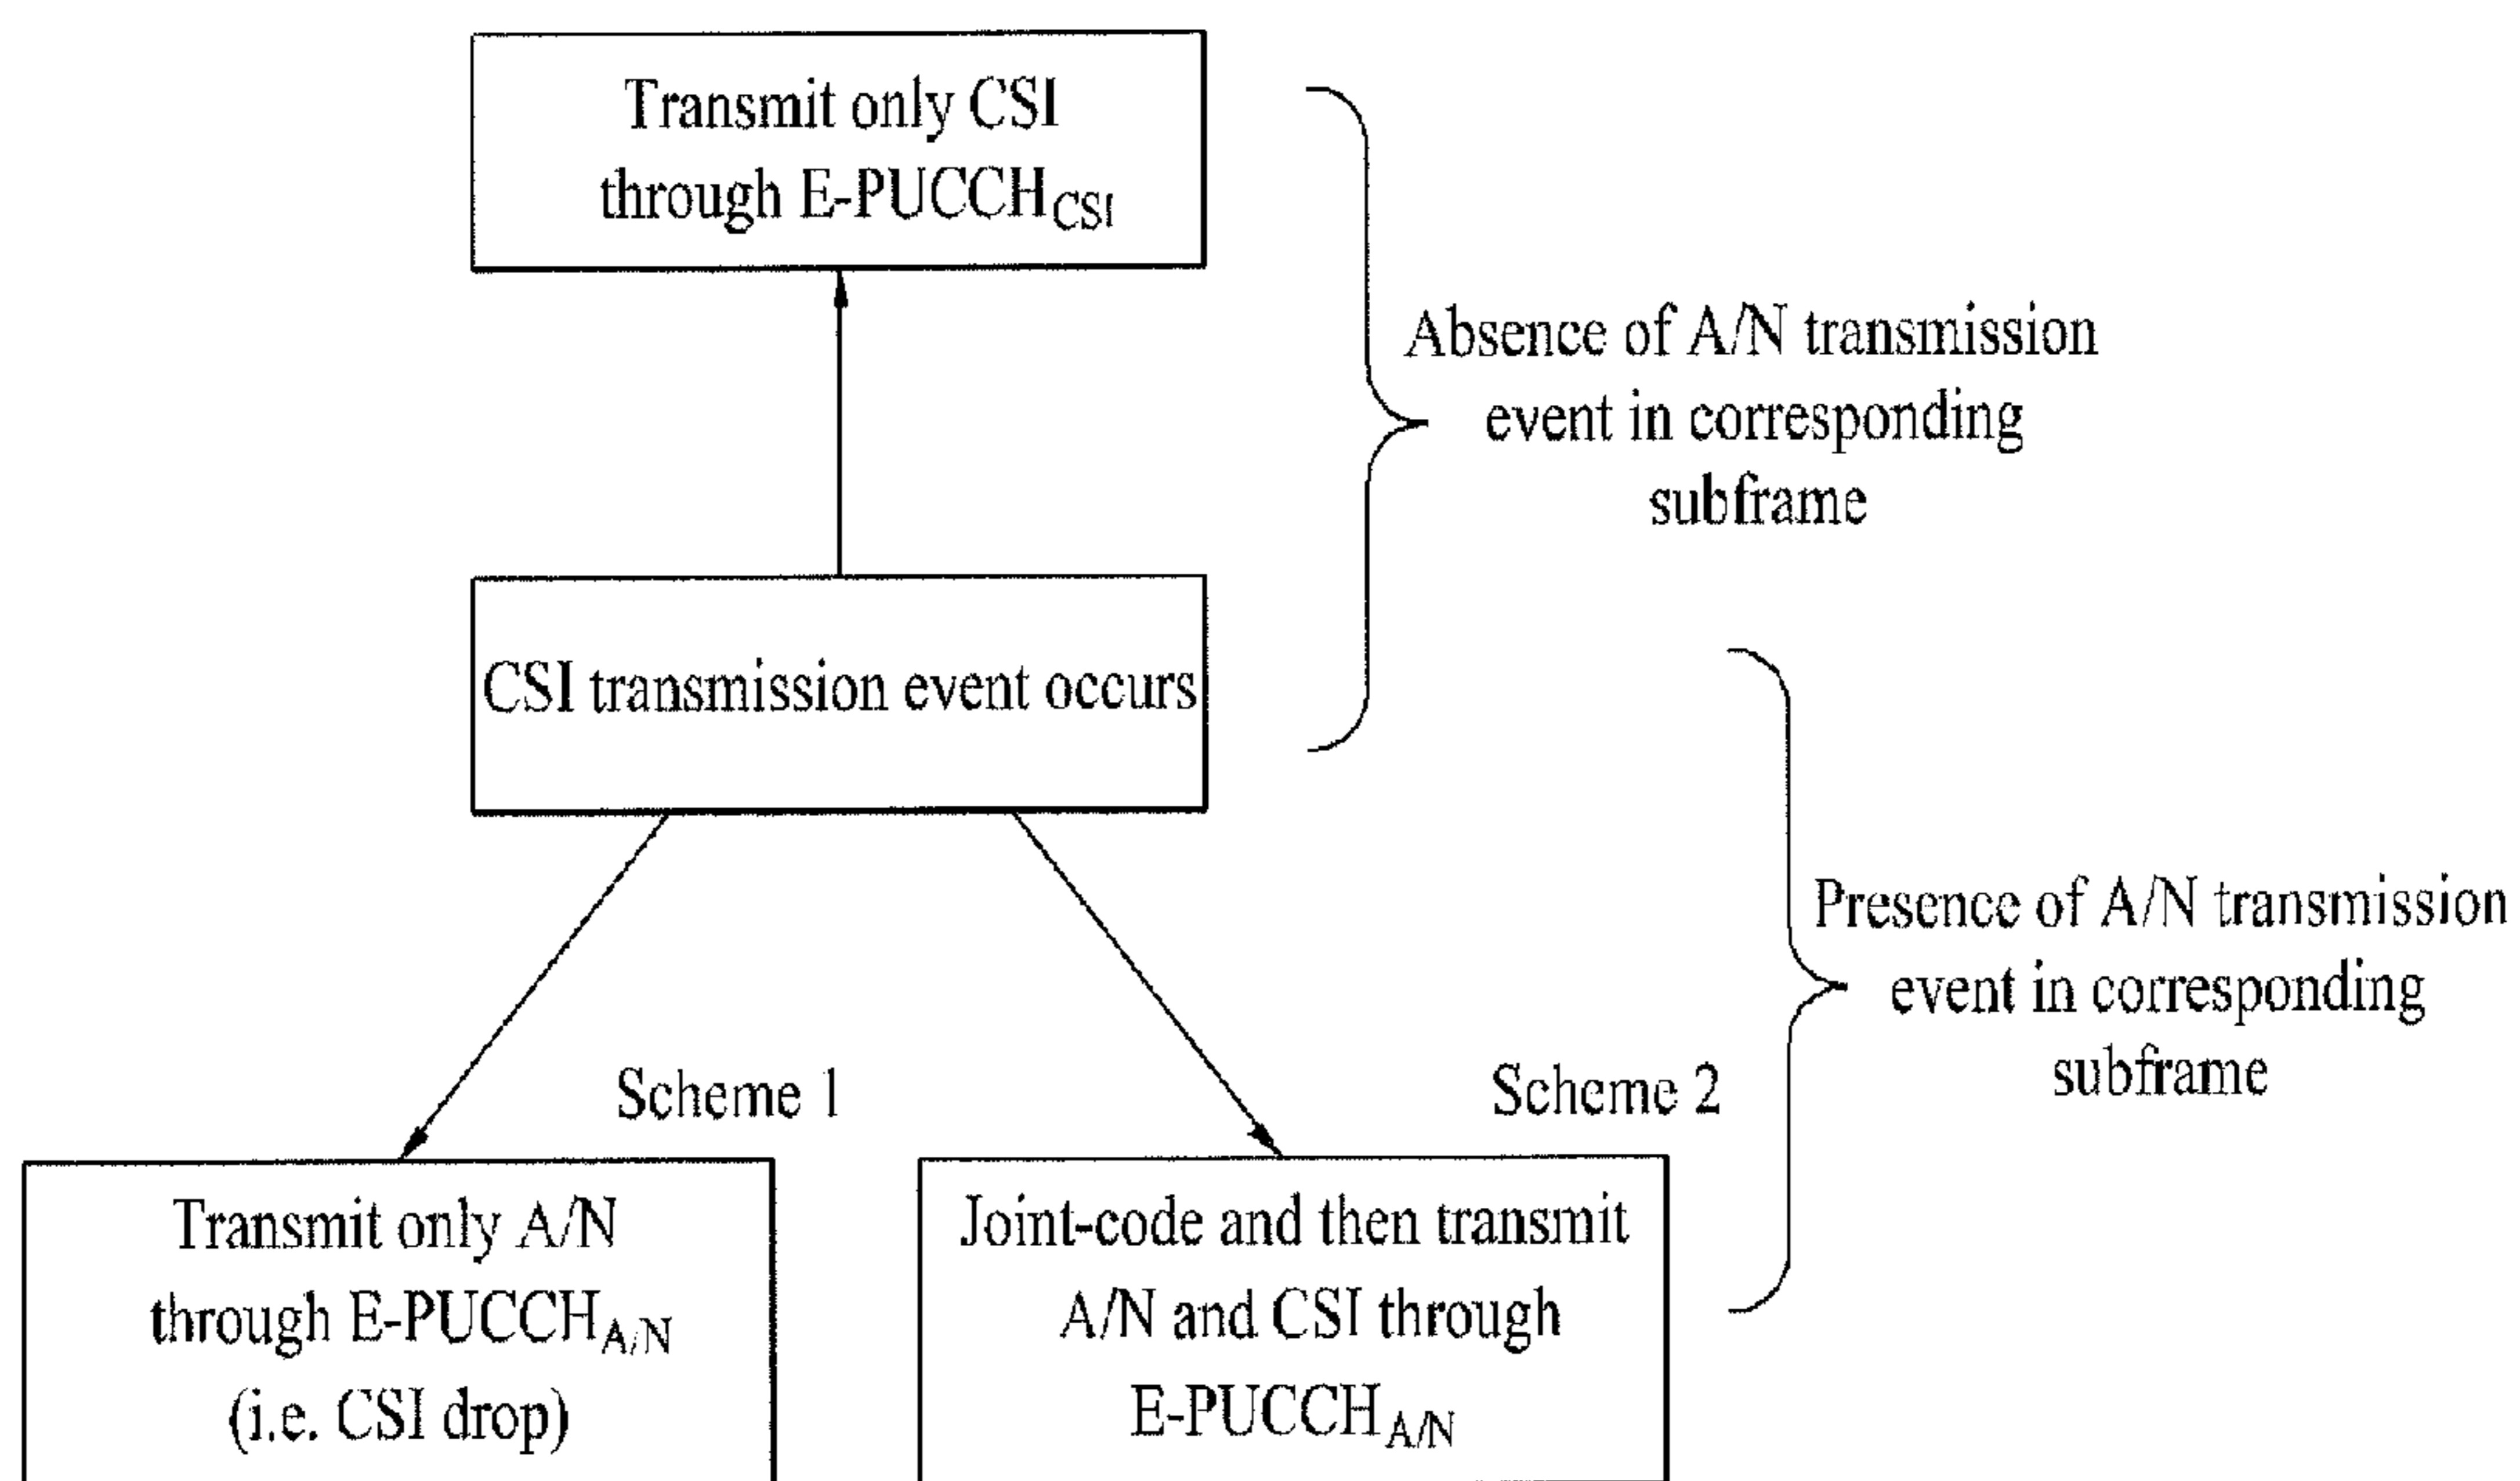 Transmit only CSI
through E-PUCCH_CSI
Absence of A/N transmission
event in corresponding
subframe
CSI transmission event occurs
Presence of A/N transmission
event in corresponding
subframe
Scheme 1
Scheme 2
Transmit only A/N
through E-PUCCH_A/N
(i.e. CSI drop)
Joint-code and then transmit
A/N and CSI through
E-PUCCH_A/N